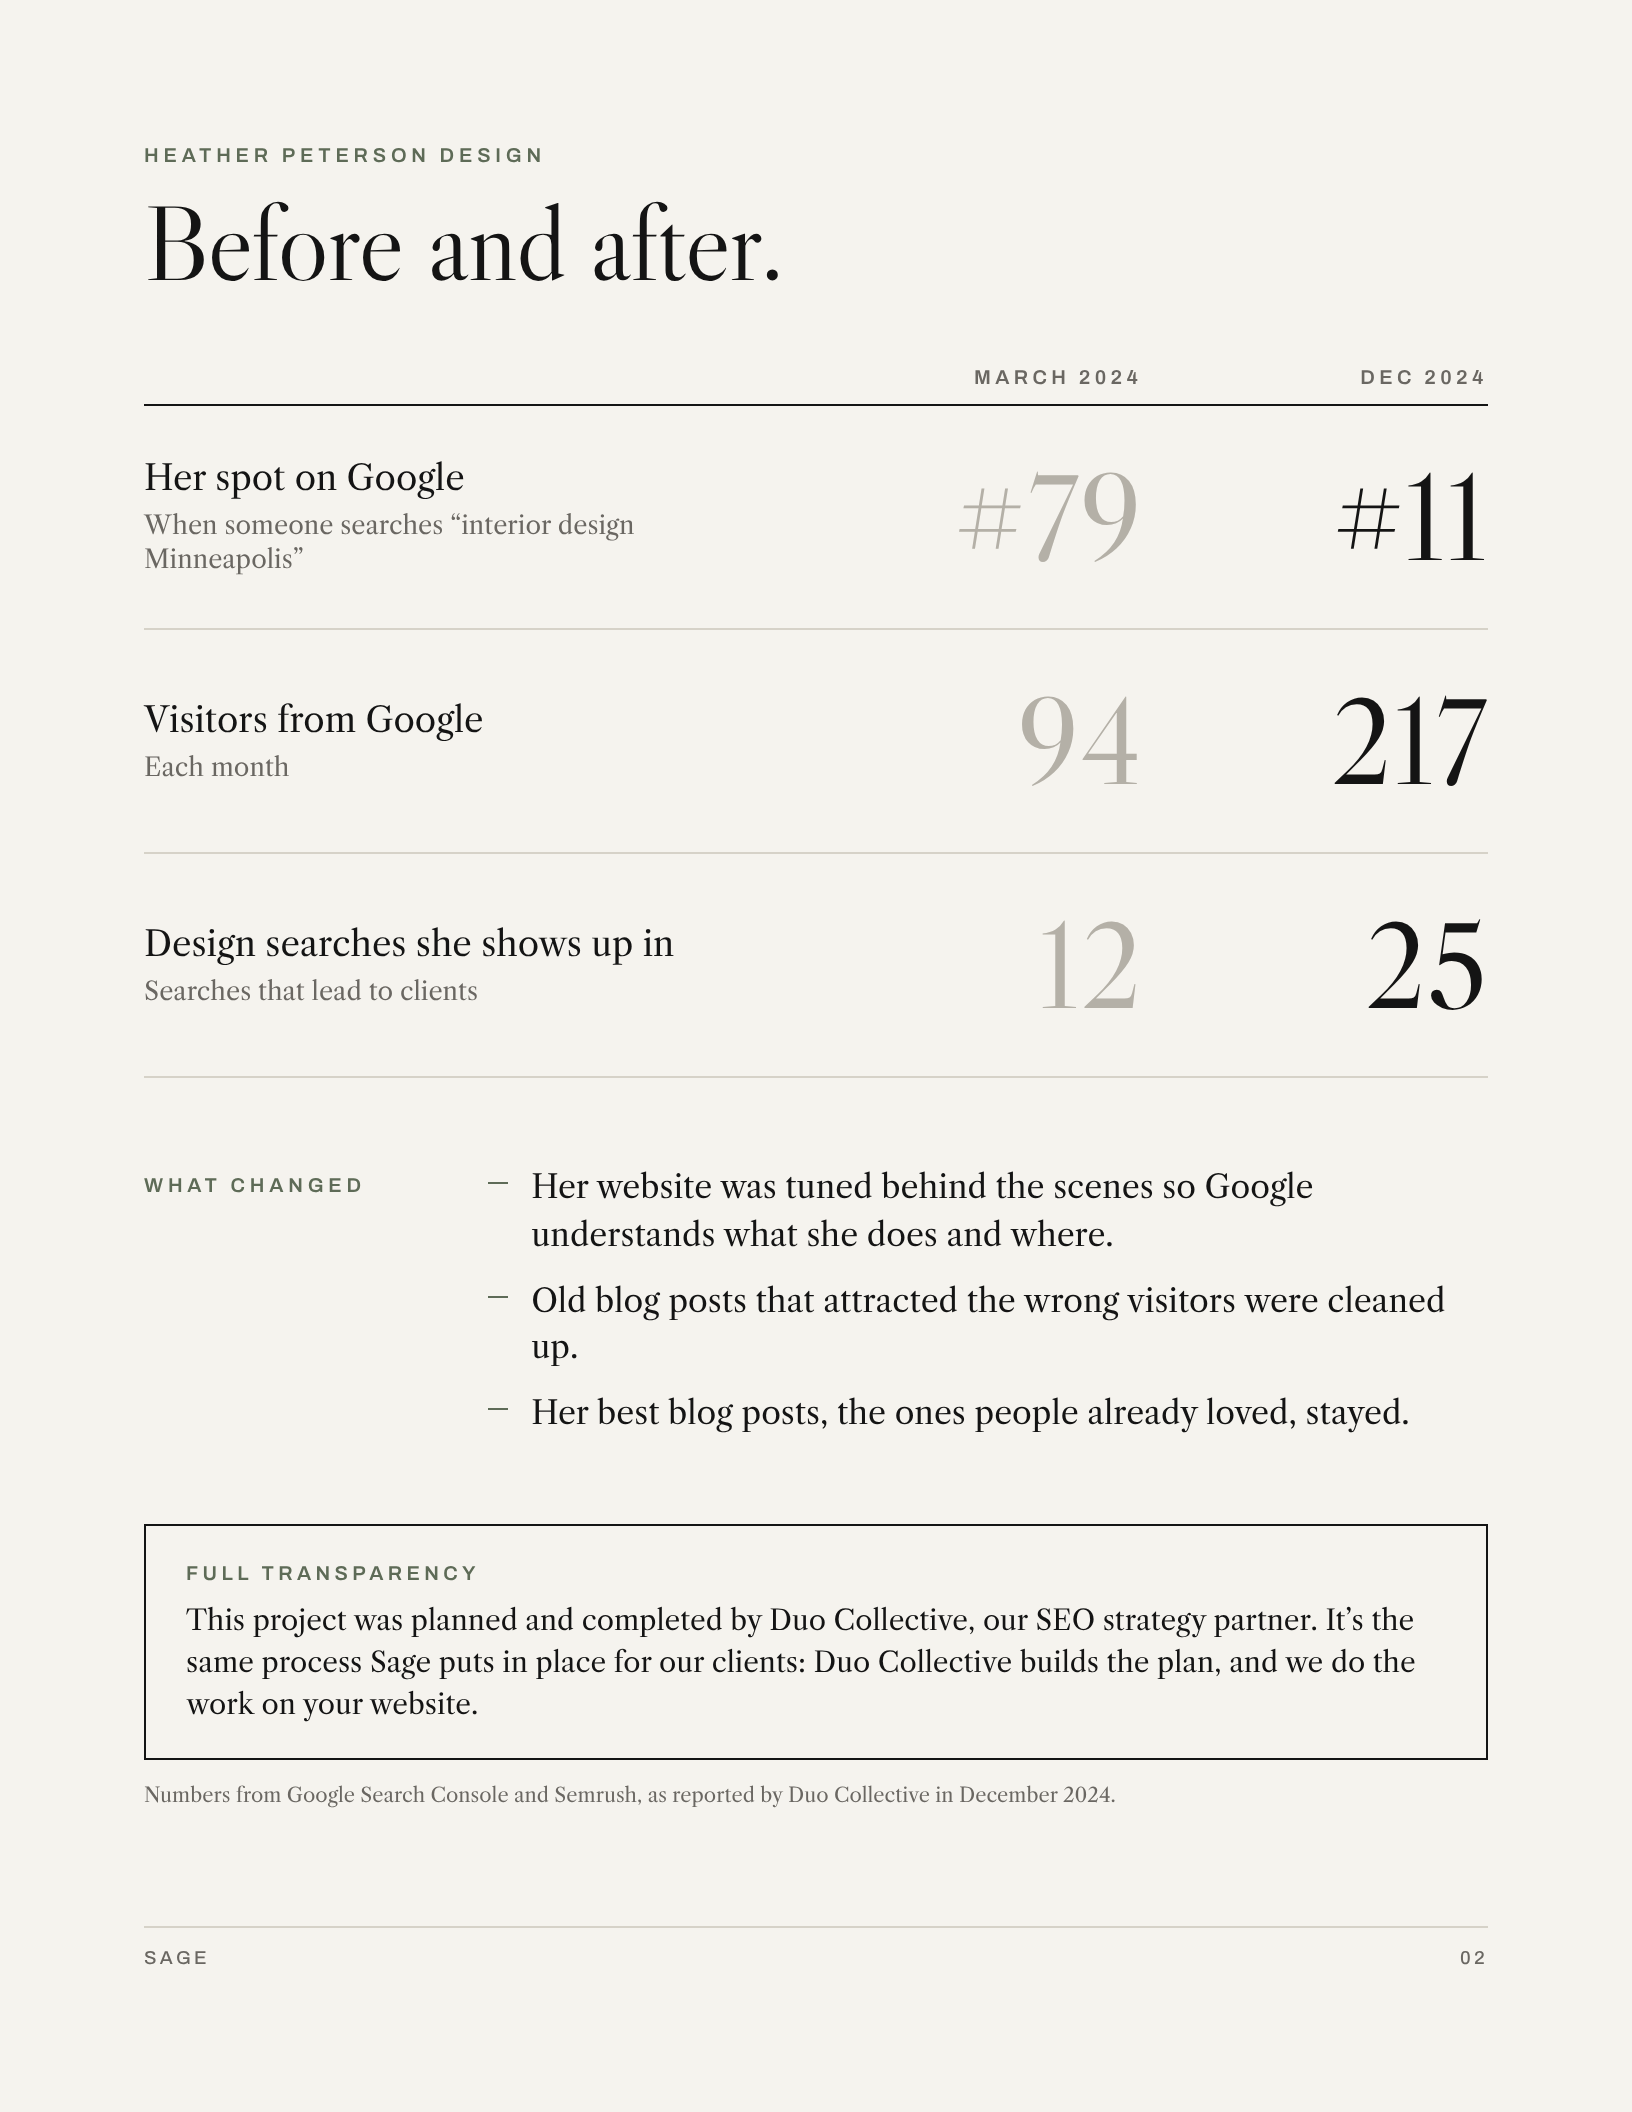 HEATHER PETERSON DESIGN
Before and after.
MARCH 2024 DEC 2024
Her spot on Google
When someone searches “interior design
Minneapolis”
#79 #11
Visitors from Google
Each month
94 217
Design searches she shows up in
Searches that lead to clients
12 25
WHAT CHANGED
— Her website was tuned behind the scenes so Google
understands what she does and where.
— Old blog posts that attracted the wrong visitors were cleaned
up.
— Her best blog posts, the ones people already loved, stayed.
FULL TRANSPARENCY
This project was planned and completed by Duo Collective, our SEO strategy partner. It’s the
same process Sage puts in place for our clients: Duo Collective builds the plan, and we do the
work on your website.
Numbers from Google Search Console and Semrush, as reported by Duo Collective in December 2024.
SAGE 02